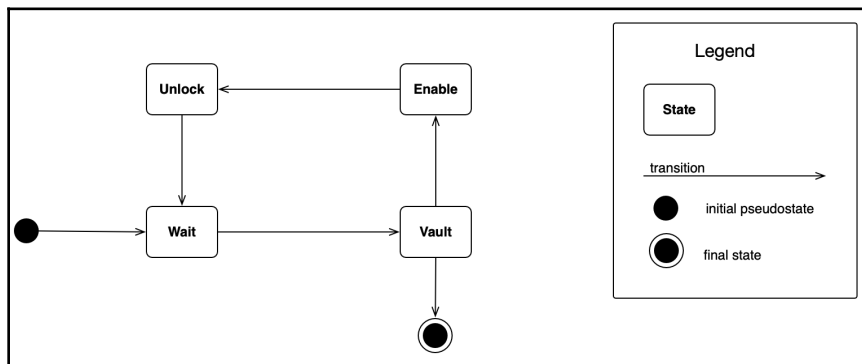 Legend
Unlock
Enable
State
transition
Wait
Vault
initial pseudostate
final state